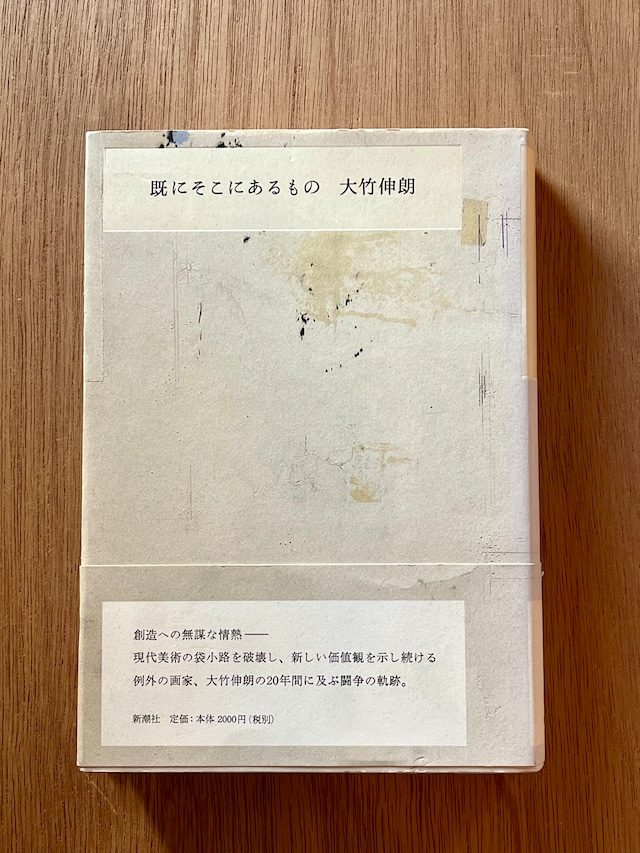 既にそこにあるもの 大竹伸朗
創造への無謀な情熱——
現代美術の袋小路を破壊し、新しい価値観を示し続ける
例外の画家、大竹伸朗の20年間に及ぶ闘争の軌跡。
新潮社 定価：本体2000円（税別）